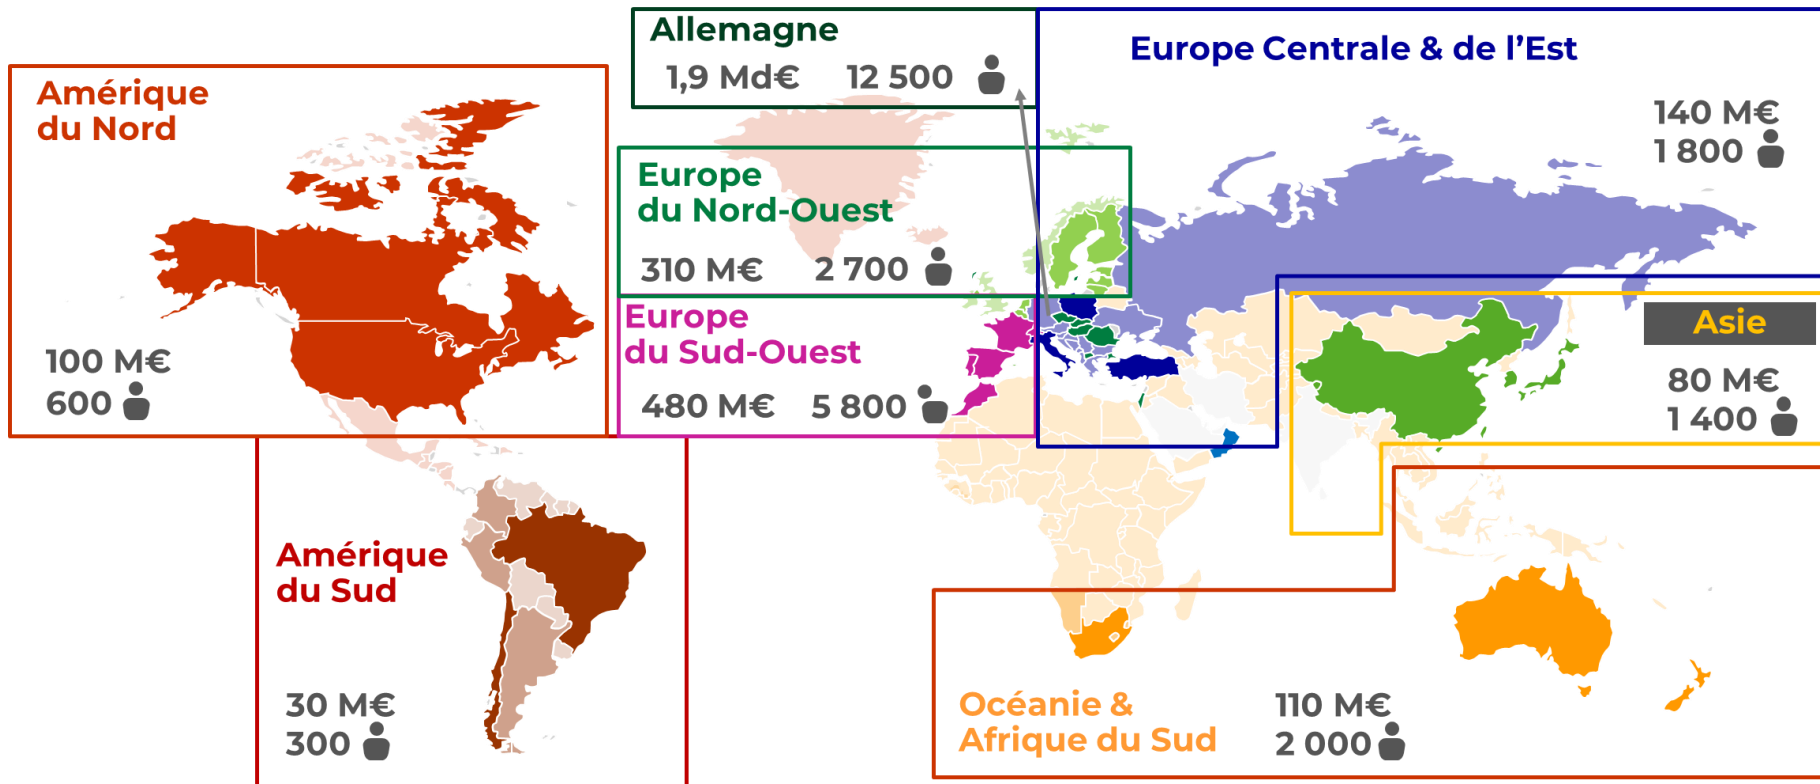 Allemagne
1,9 Md€ 12 500
Europe Centrale & de l’Est
140 M€
1 800
Amérique
du Nord
100 M€
600
Europe
du Nord-Ouest
310 M€ 2 700
Europe
du Sud-Ouest
480 M€ 5 800
Asie
80 M€
1 400
Amérique
du Sud
30 M€
300
Océanie &
Afrique du Sud
110 M€
2 000